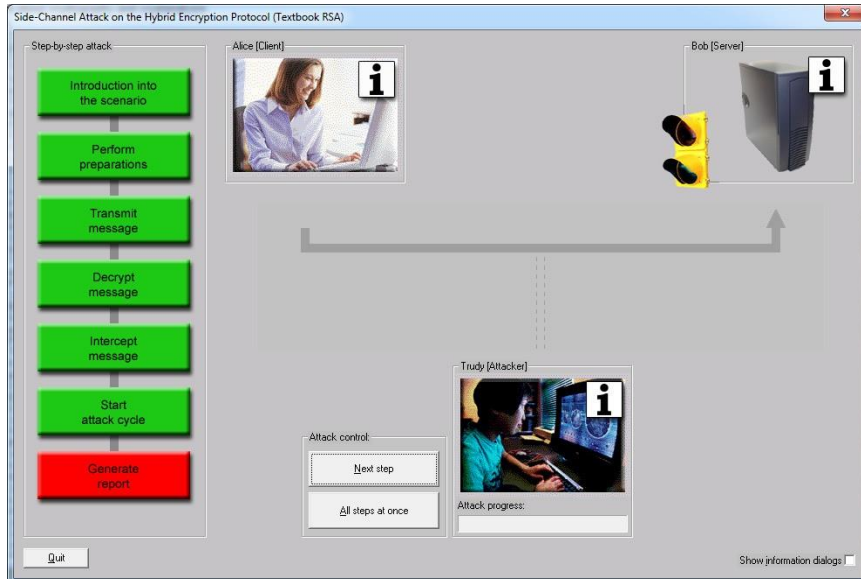 Side-Channel Attack on the Hybrid Encryption Protocol (Textbook RSA)
Step-by-step attack
Introduction into
the scenario
Perform
preparations
Transmit
message
Decrypt
message
Intercept
message
Start
attack cycle
Generate
report
Quit
Alice [Client]
i
Bob [Server]
i
Trudy [Attacker]
i
Attack control:
Next step
All steps at once
Attack progress:
Show information dialogs